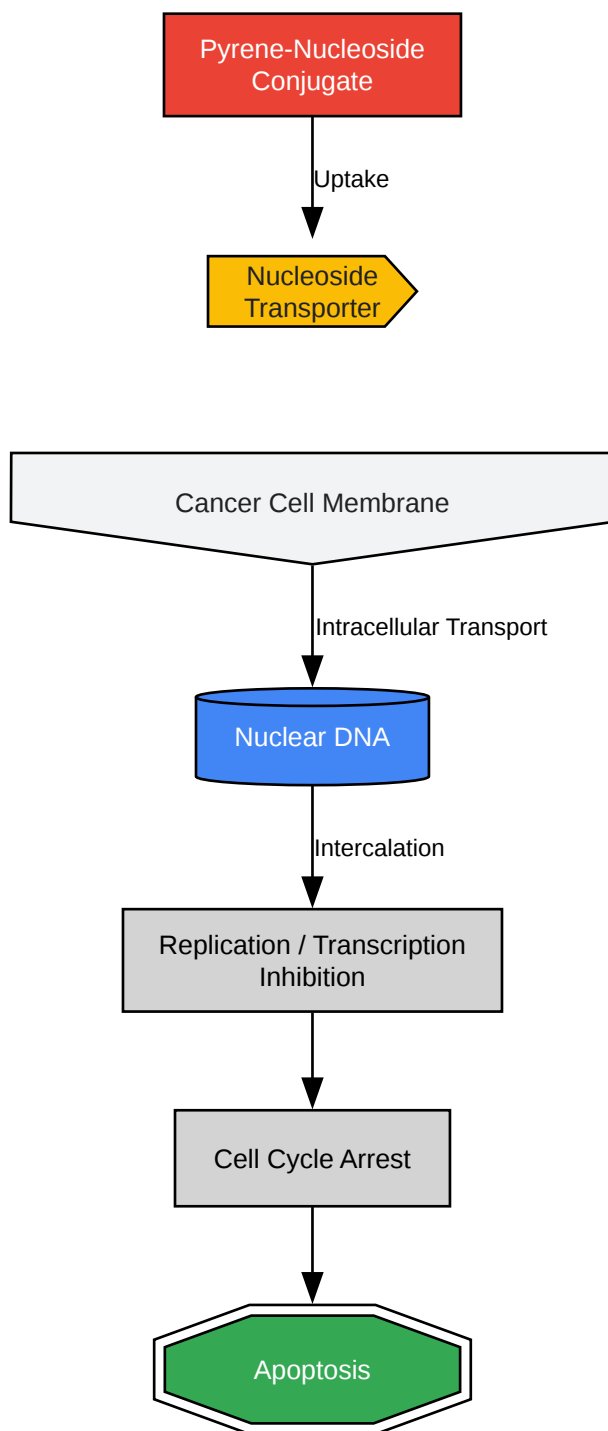 Pyrene-Nucleoside
Conjugate
Uptake
Nucleoside
Transporter
Cancer Cell Membrane
Intracellular Transport
Nuclear DNA
Intercalation
Replication / Transcription
Inhibition
Cell Cycle Arrest
Apoptosis